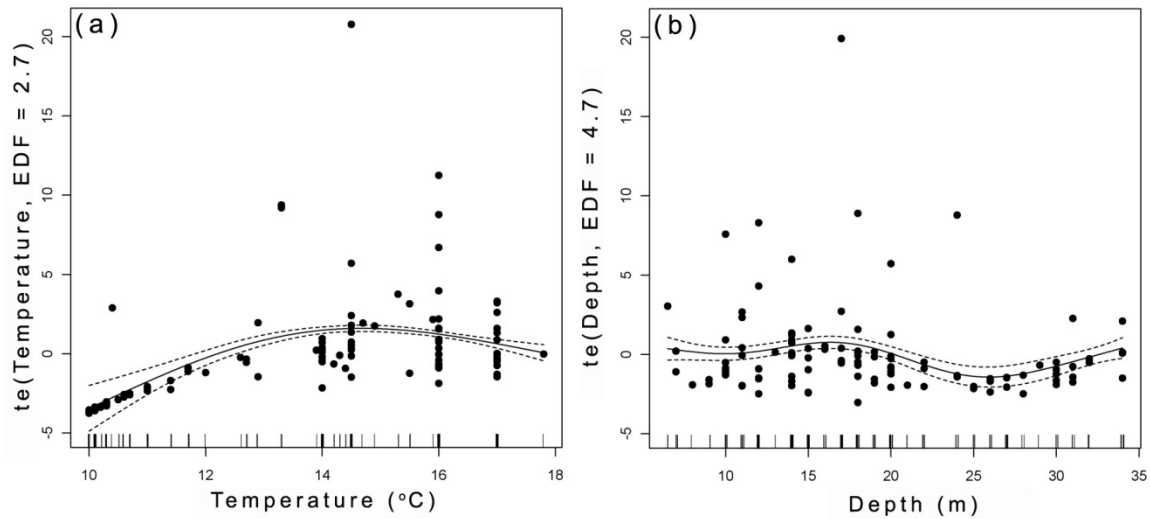 (a)
te(Temperature, EDF = 2.7)
20
15
10
5
0
-5
10 12 14 16 18
Temperature (°C)
(b)
te(Depth, EDF = 4.7)
20
15
10
5
0
-5
10 15 20 25 30 35
Depth (m)